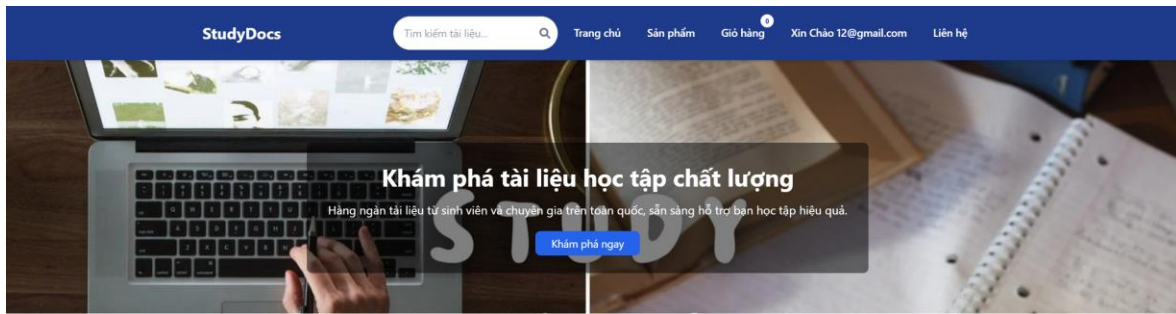 StudyDocs
Tìm kiếm tài liệu...
Trang chủ
Sản phẩm
Giỏ hàng
0
Xin Chào 12@gmail.com
Liên hệ
Khám phá tài liệu học tập chất lượng
Hàng ngàn tài liệu từ sinh viên và chuyên gia trên toàn quốc, sẵn sàng hỗ trợ bạn học tập hiệu quả.
STUDY
Khám phá ngay